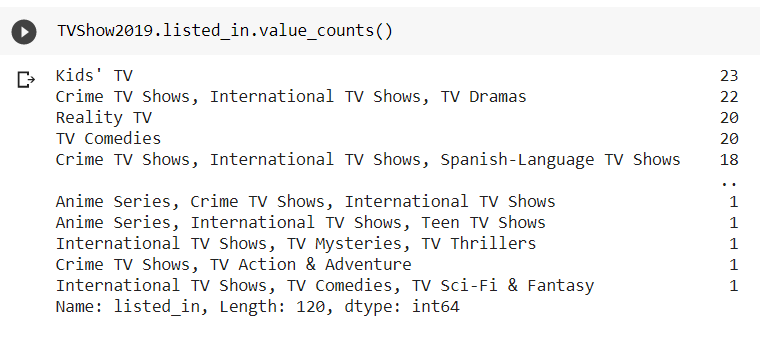 TVShow2019.listed_in.value_counts()
Kids' TV 23
Crime TV Shows, International TV Shows, TV Dramas 22
Reality TV 20
TV Comedies 20
Crime TV Shows, International TV Shows, Spanish-Language TV Shows 18
..
Anime Series, Crime TV Shows, International TV Shows 1
Anime Series, International TV Shows, Teen TV Shows 1
International TV Shows, TV Mysteries, TV Thrillers 1
Crime TV Shows, TV Action & Adventure 1
International TV Shows, TV Comedies, TV Sci-Fi & Fantasy 1
Name: listed_in, Length: 120, dtype: int64